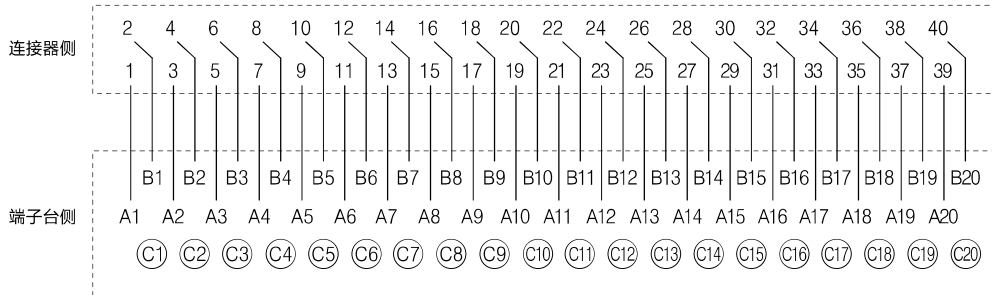 2 4 6 8 10 12 14 16 18 20 22 24 26 28 30 32 34 36 38 40
连接器侧
1 3 5 7 9 11 13 15 17 19 21 23 25 27 29 31 33 35 37 39
B1 B2 B3 B4 B5 B6 B7 B8 B9 B10 B11 B12 B13 B14 B15 B16 B17 B18 B19 B20
端子台侧 A1 A2 A3 A4 A5 A6 A7 A8 A9 A10 A11 A12 A13 A14 A15 A16 A17 A18 A19 A20
C1 C2 C3 C4 C5 C6 C7 C8 C9 C10 C11 C12 C13 C14 C15 C16 C17 C18 C19 C20